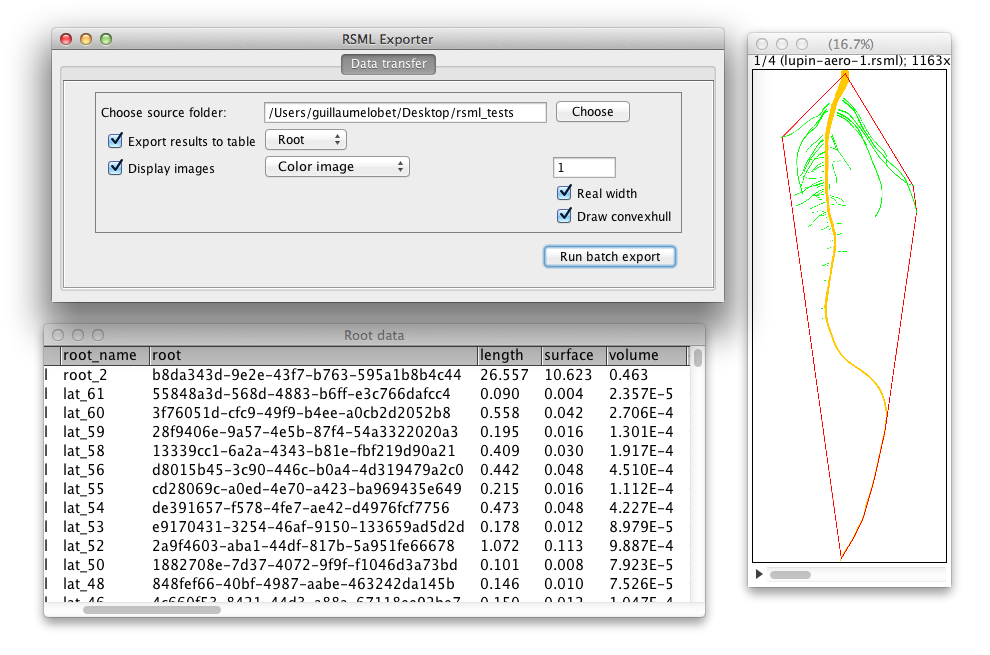 RSML Exporter
Data transfer
Choose source folder: /Users/guillaumelobet/Desktop/rsml_tests Choose
Export results to table Root
Display images Color image 1
Real width
Draw convexhull
Run batch export
(16.7%)
1/4 (lupin-aero-1.rsml); 1163x
Root data
root_name root length surface volume
root_2 b8da343d-9e2e-43f7-b763-595a1b8b4c44 26.557 10.623 0.463
lat_61 55848a3d-568d-4883-b6ff-e3c766dafcc4 0.090 0.004 2.357E-5
lat_60 3f76051d-cfc9-49f9-b4ee-a0cb2d2052b8 0.558 0.042 2.706E-4
lat_59 28f9406e-9a57-4e5b-87f4-54a3322020a3 0.195 0.016 1.301E-4
lat_58 13339cc1-6a2a-4343-b81e-fbf219d90a21 0.409 0.030 1.917E-4
lat_56 d8015b45-3c90-446c-b0a4-4d319479a2c0 0.442 0.048 4.510E-4
lat_55 cd28069c-a0ed-4e70-a423-ba969435e649 0.215 0.016 1.112E-4
lat_54 de391657-f578-4fe7-ae42-d4976fcf7756 0.473 0.048 4.227E-4
lat_53 e9170431-3254-46af-9150-133659ad5d2d 0.178 0.012 8.979E-5
lat_52 2a9f4603-aba1-44df-817b-5a951fe66678 1.072 0.113 9.887E-4
lat_50 1882708e-7d37-4072-9f9f-f1046d3a73bd 0.101 0.008 7.923E-5
lat_48 848fef66-40bf-4987-aabe-463242da145b 0.146 0.010 7.526E-5